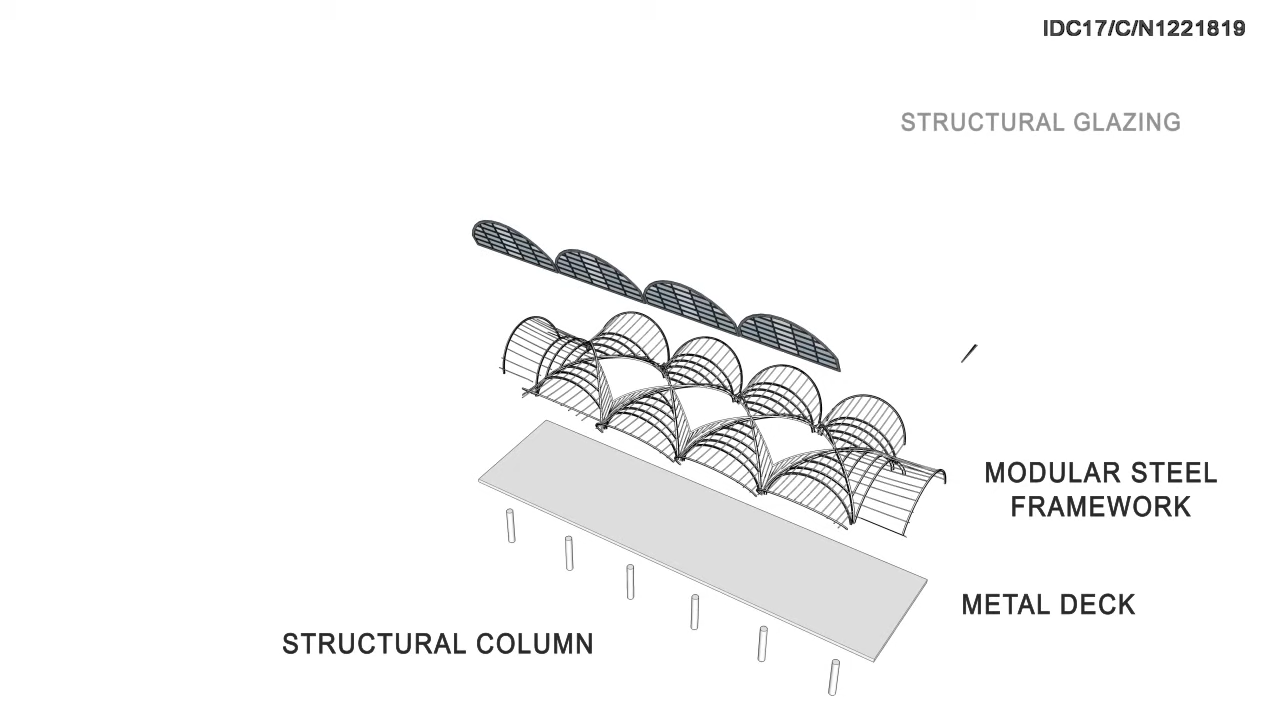 IDC17/C/N1221819
STRUCTURAL GLAZING
MODULAR STEEL
FRAMEWORK
METAL DECK
STRUCTURAL COLUMN